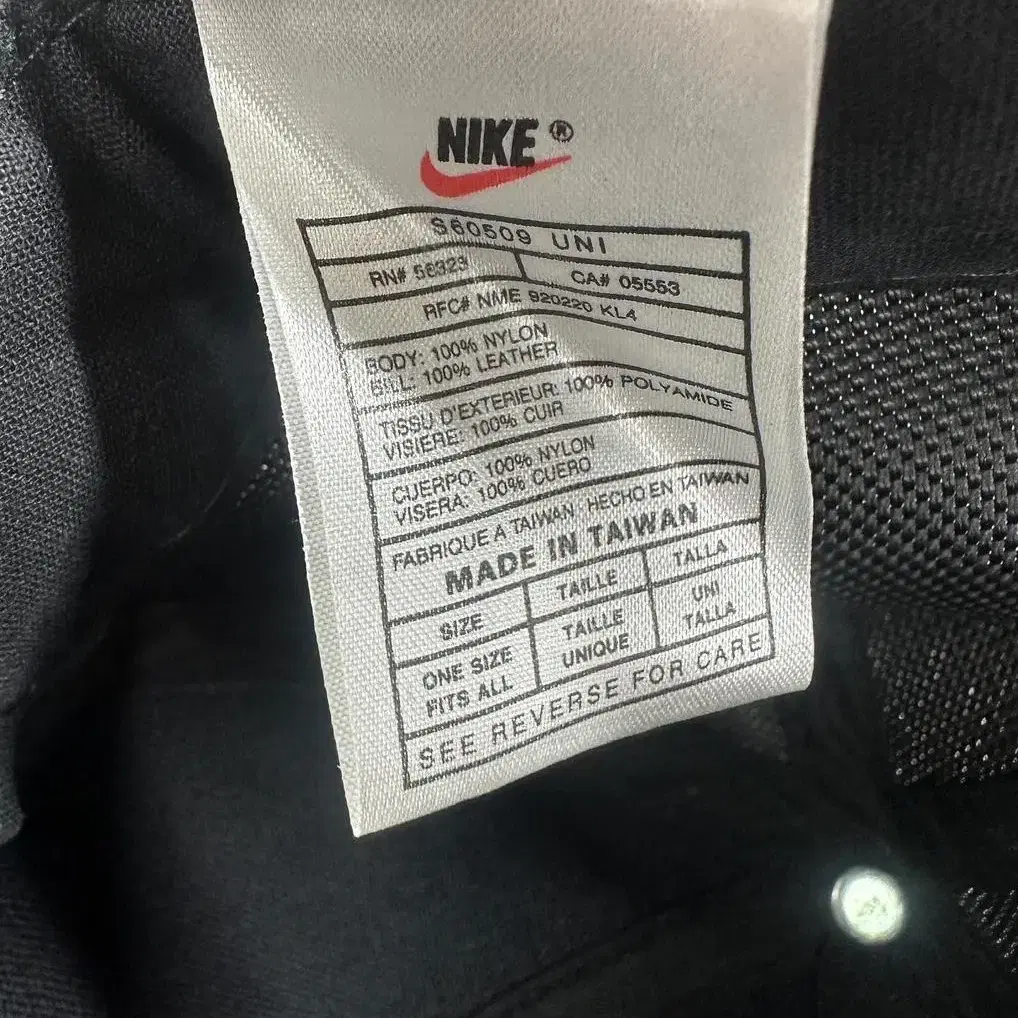 NIKE ®
S60509 UNI
RN# 56323 CA# 05553
RFC# NME 920220 KL4
BODY: 100% NYLON
BILL: 100% LEATHER
TISSU D'EXTERIEUR: 100% POLYAMIDE
VISIERE: 100% CUIR
CUERPO: 100% NYLON
VISERA: 100% CUERO
FABRIQUE A TAIWAN HECHO EN TAIWAN
MADE IN TAIWAN
SIZE TAILLE TALLA
ONE SIZE TAILLE UNI
FITS ALL UNIQUE TALLA
SEE REVERSE FOR CARE